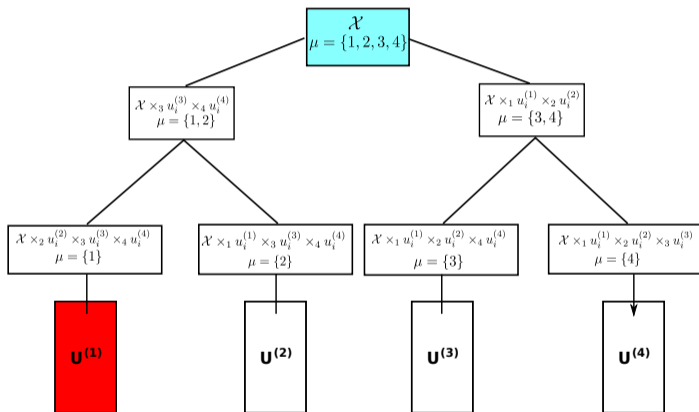 𝒳
μ = {1, 2, 3, 4}
𝒳 ×₃ u_i^{(3)} ×₄ u_i^{(4)}
μ = {1, 2}
𝒳 ×₁ u_i^{(1)} ×₂ u_i^{(2)}
μ = {3, 4}
𝒳 ×₂ u_i^{(2)} ×₃ u_i^{(3)} ×₄ u_i^{(4)}
μ = {1}
𝒳 ×₁ u_i^{(1)} ×₃ u_i^{(3)} ×₄ u_i^{(4)}
μ = {2}
𝒳 ×₁ u_i^{(1)} ×₂ u_i^{(2)} ×₄ u_i^{(4)}
μ = {3}
𝒳 ×₁ u_i^{(1)} ×₂ u_i^{(2)} ×₃ u_i^{(3)}
μ = {4}
U^{(1)}
U^{(2)}
U^{(3)}
U^{(4)}